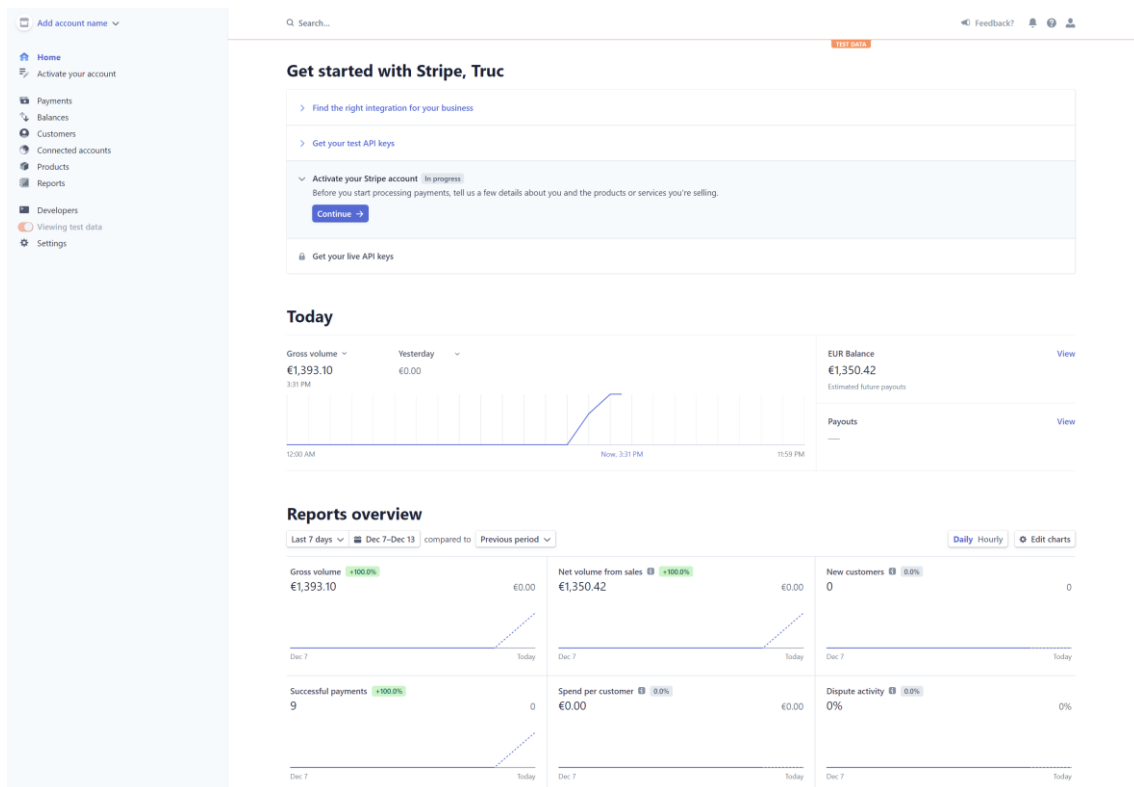 Add account name
Search...
Feedback?
TEST DATA
Home
Activate your account
Payments
Balances
Customers
Connected accounts
Products
Reports
Developers
Viewing test data
Settings
Get started with Stripe, Truc
Find the right integration for your business
Get your test API keys
Activate your Stripe account In progress
Before you start processing payments, tell us a few details about you and the products or services you're selling.
Continue →
Get your live API keys
Today
Gross volume Yesterday
€1,393.10 €0.00
3:31 PM
12:00 AM Now, 3:31 PM 11:59 PM
EUR Balance View
€1,350.42
Estimated future payouts
Payouts View
—
Reports overview
Last 7 days Dec 7–Dec 13 compared to Previous period Daily Hourly Edit charts
Gross volume +100.0%
€1,393.10 €0.00
Dec 7 Today
Net volume from sales +100.0%
€1,350.42 €0.00
Dec 7 Today
New customers 0.0%
0 0
Dec 7 Today
Successful payments +100.0%
9 0
Dec 7 Today
Spend per customer 0.0%
€0.00 €0.00
Dec 7 Today
Dispute activity 0.0%
0% 0%
Dec 7 Today